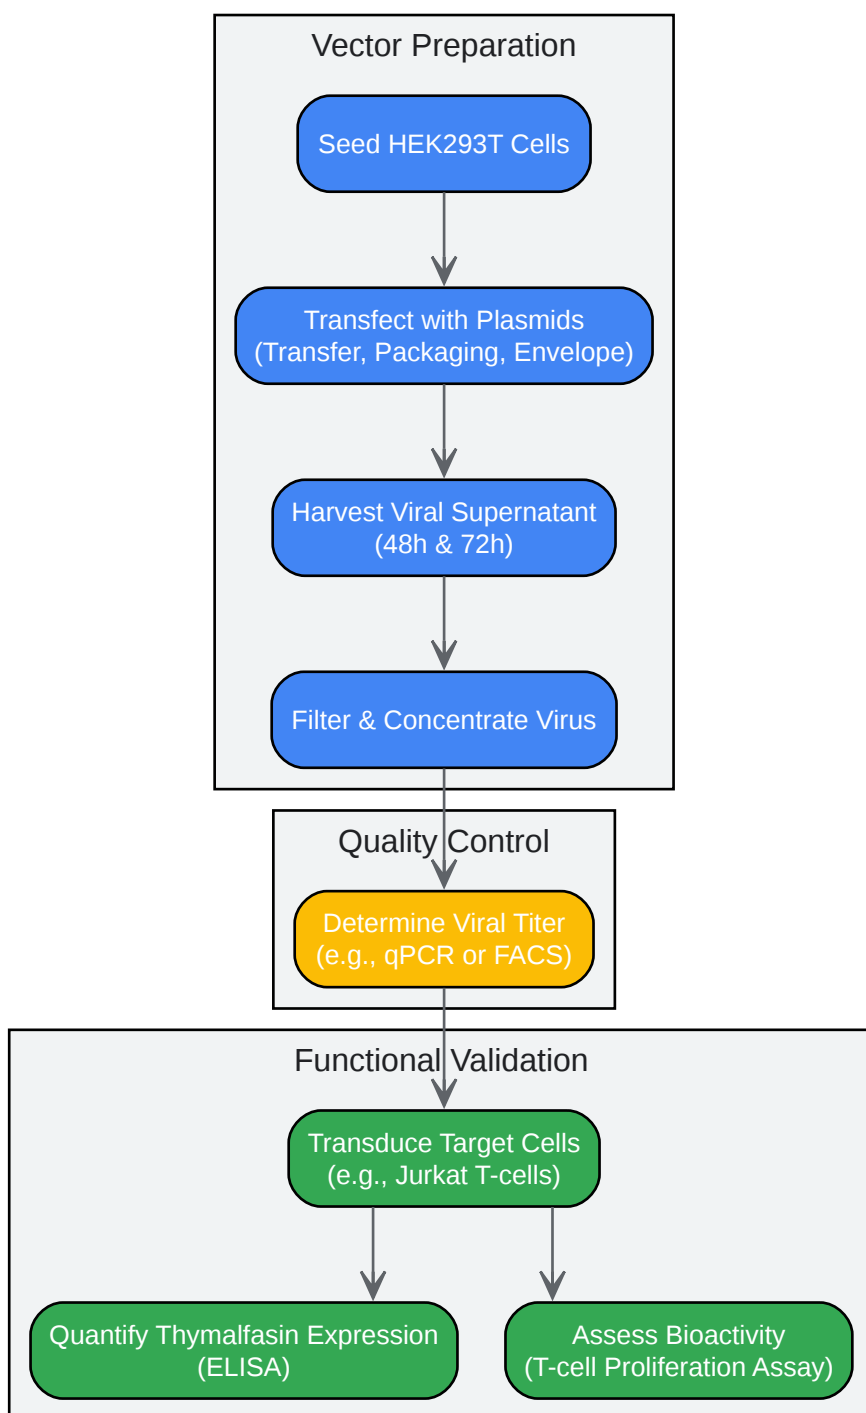 Vector Preparation
Seed HEK293T Cells
Transfect with Plasmids
(Transfer, Packaging, Envelope)
Harvest Viral Supernatant
(48h & 72h)
Filter & Concentrate Virus
Quality Control
Determine Viral Titer
(e.g., qPCR or FACS)
Functional Validation
Transduce Target Cells
(e.g., Jurkat T-cells)
Quantify Thymalfasin Expression
(ELISA)
Assess Bioactivity
(T-cell Proliferation Assay)